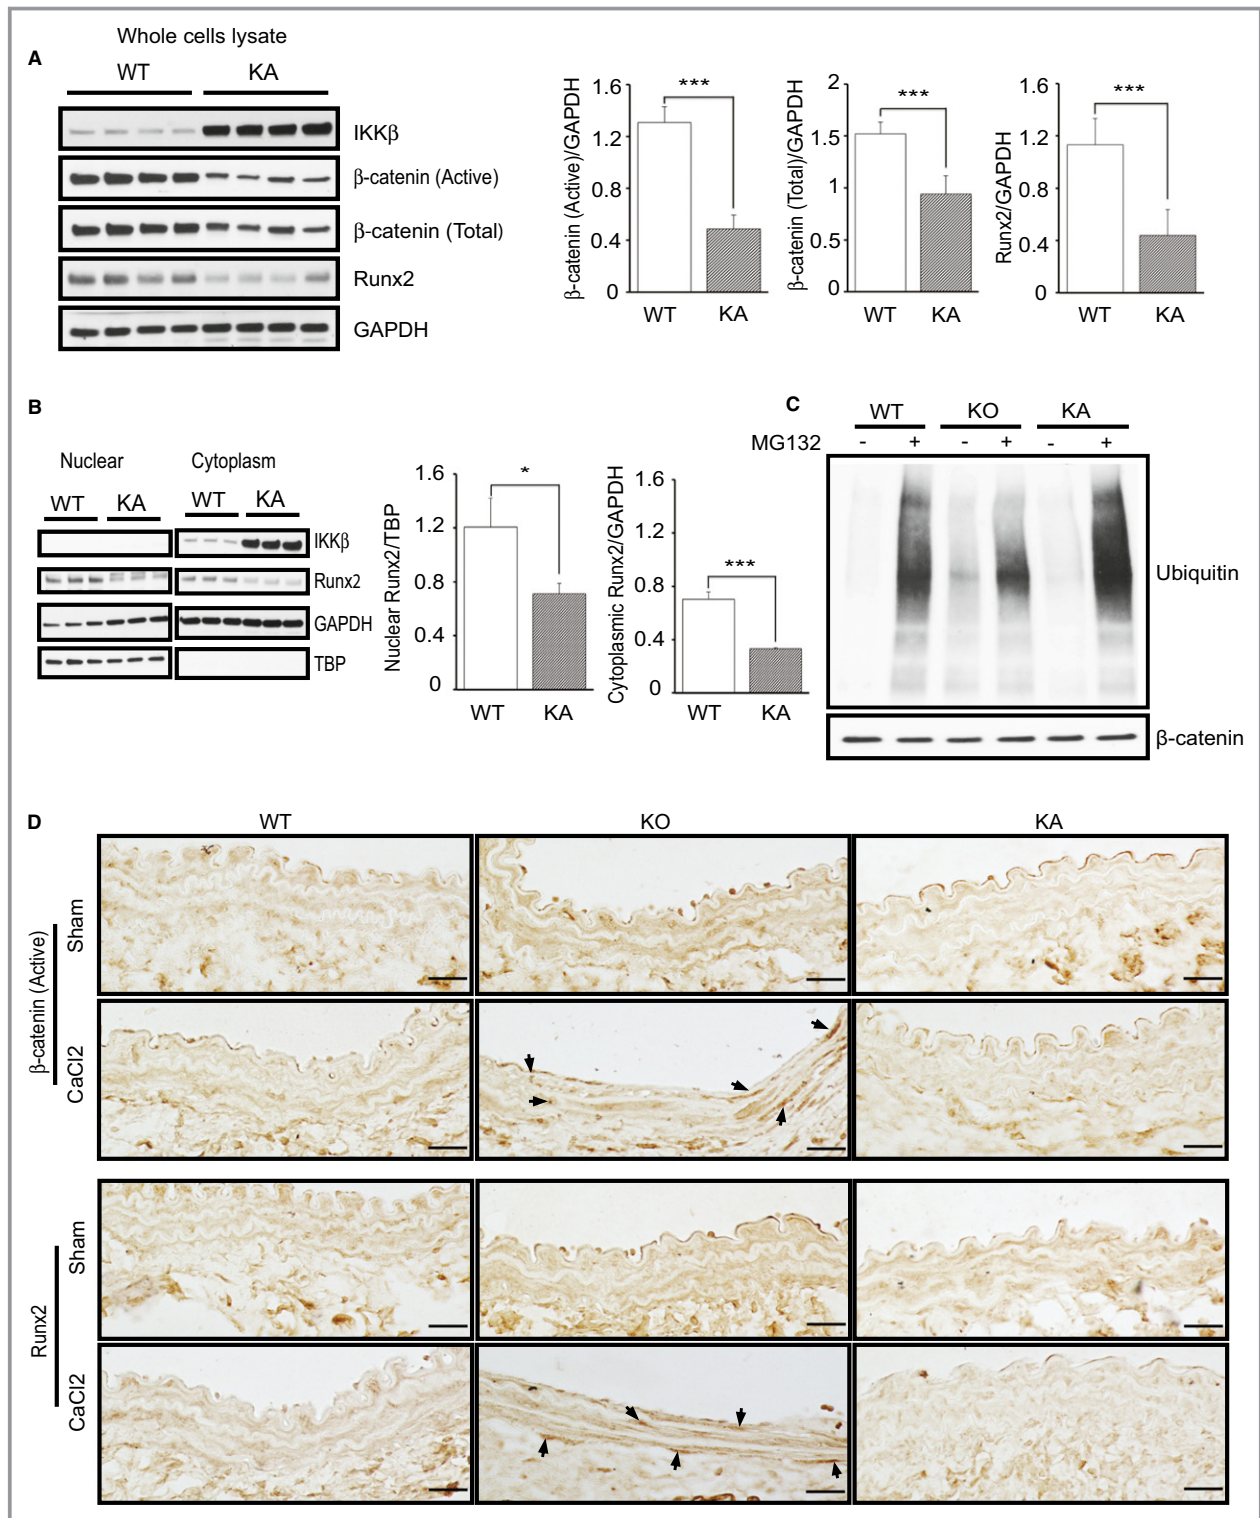 Whole cells lysate
A
WT KA
IKKβ
β-catenin (Active)
β-catenin (Total)
Runx2
GAPDH
β-catenin (Active)/GAPDH
1.6
1.2
0.8
0.4
0
***
WT KA
β-catenin (Total)/GAPDH
2
1.5
1
0.5
0
***
WT KA
Runx2/GAPDH
1.6
1.2
0.8
0.4
0
***
WT KA
B
Nuclear Cytoplasm
WT KA WT KA
IKKβ
Runx2
GAPDH
TBP
Nuclear Runx2/TBP
1.6
1.2
0.8
0.4
0
*
WT KA
Cytoplasmic Runx2/GAPDH
1.6
1.2
0.8
0.4
0
***
WT KA
C
WT KO KA
MG132 - + - + - +
Ubiquitin
β-catenin
D
WT KO KA
β-catenin (Active)
Sham
CaCl2
Runx2
Sham
CaCl2